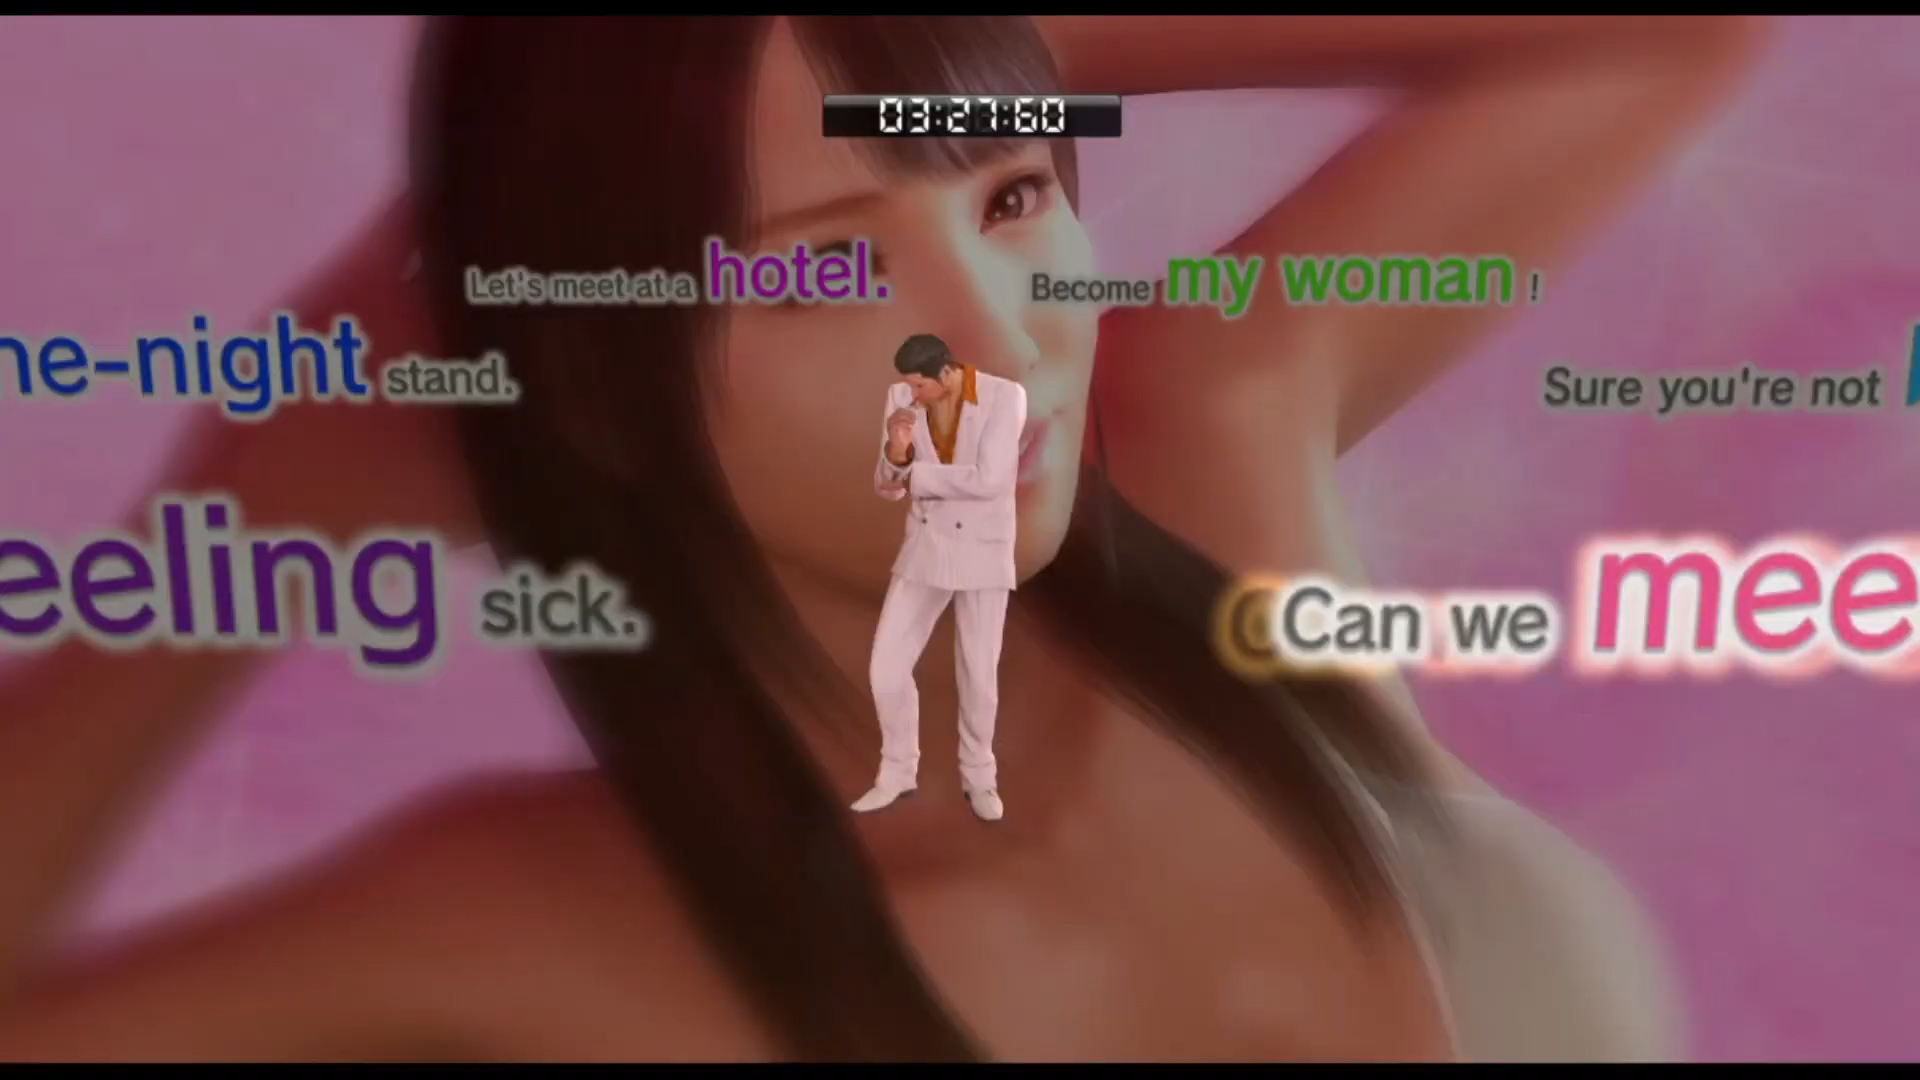 03:27:60
Let's meet at a hotel.
Become my woman !
ne-night stand.
Sure you're not
eeling sick.
Can we mee